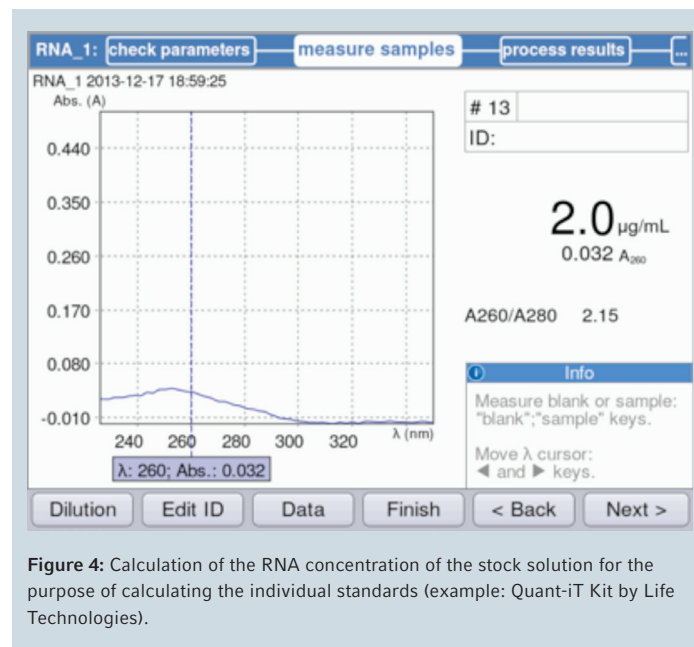 RNA_1: check parameters measure samples process results ...
RNA_1 2013-12-17 18:59:25
Abs. (A)
0.440
0.350
0.260
0.170
0.080
-0.010
240 260 280 300 320 λ (nm)
λ: 260; Abs.: 0.032
# 13
ID:
2.0 µg/mL
0.032 A260
A260/A280 2.15
i Info
Measure blank or sample:
"blank";"sample" keys.
Move λ cursor:
◄ and ► keys.
Dilution Edit ID Data Finish < Back Next >
Figure 4: Calculation of the RNA concentration of the stock solution for the
purpose of calculating the individual standards (example: Quant-iT Kit by Life
Technologies).